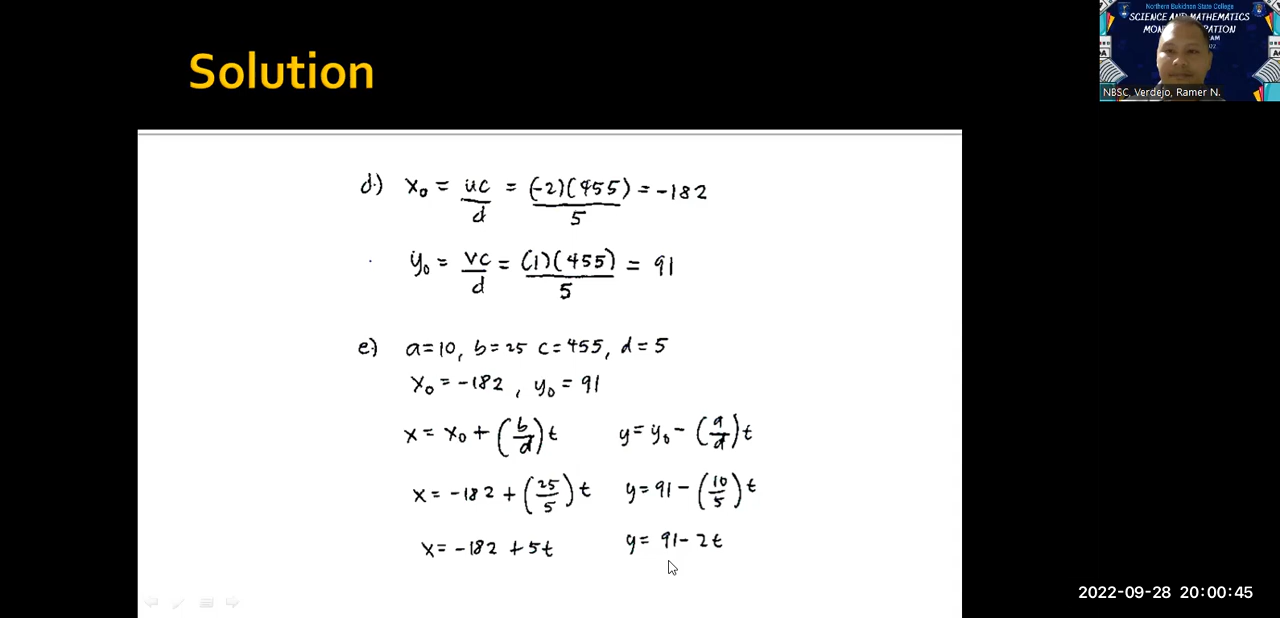 Northern Bukidnon State College
SCIENCE AND MATHEMATICS
NBSC, Verdejo, Ramer N.
Solution
d.) x₀ = uc/d = (-2)(455)/5 = -182
y₀ = vc/d = (1)(455)/5 = 91
e.) a=10, b=25 c=455, d=5
x₀ = -182, y₀ = 91
x = x₀ + (b/d)t y = y₀ - (a/d)t
x = -182 + (25/5)t y = 91 - (10/5)t
x = -182 + 5t y = 91 - 2t
2022-09-28 20:00:45